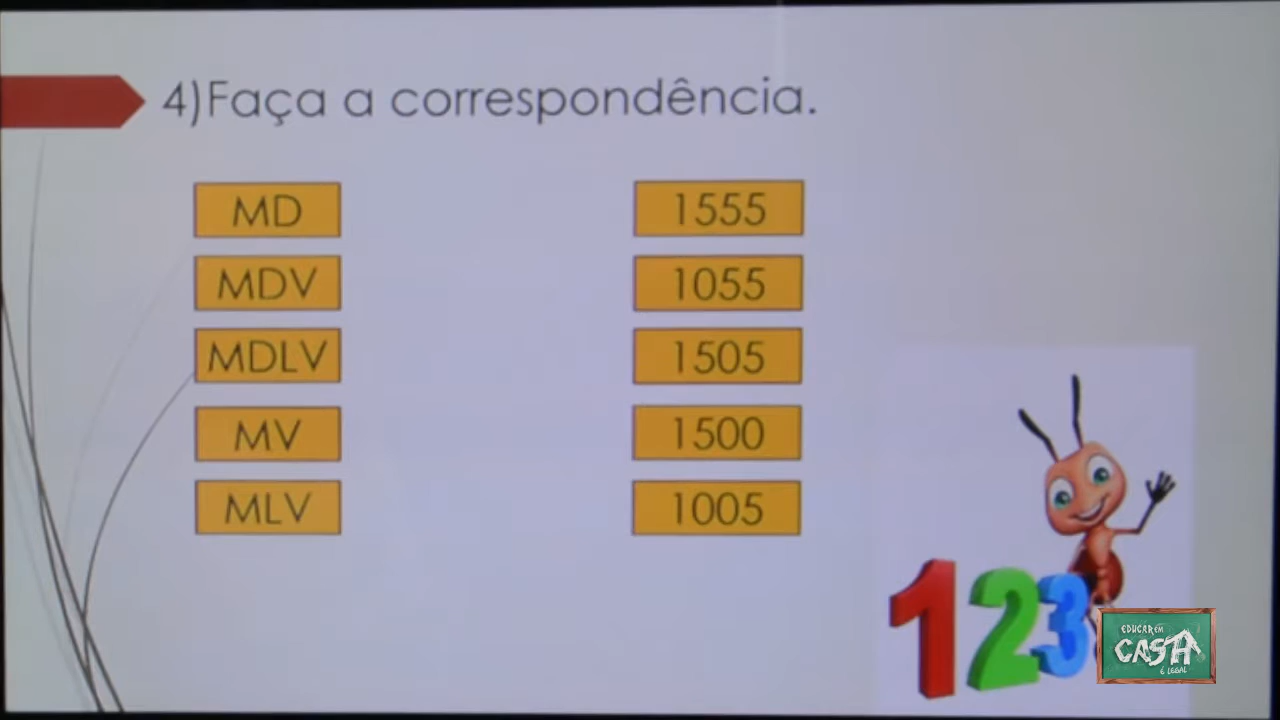 4)Faça a correspondência.
MD 1555
MDV 1055
MDLV 1505
MV 1500
MLV 1005
123
EDUCAR EM
CASA
É LEGAL